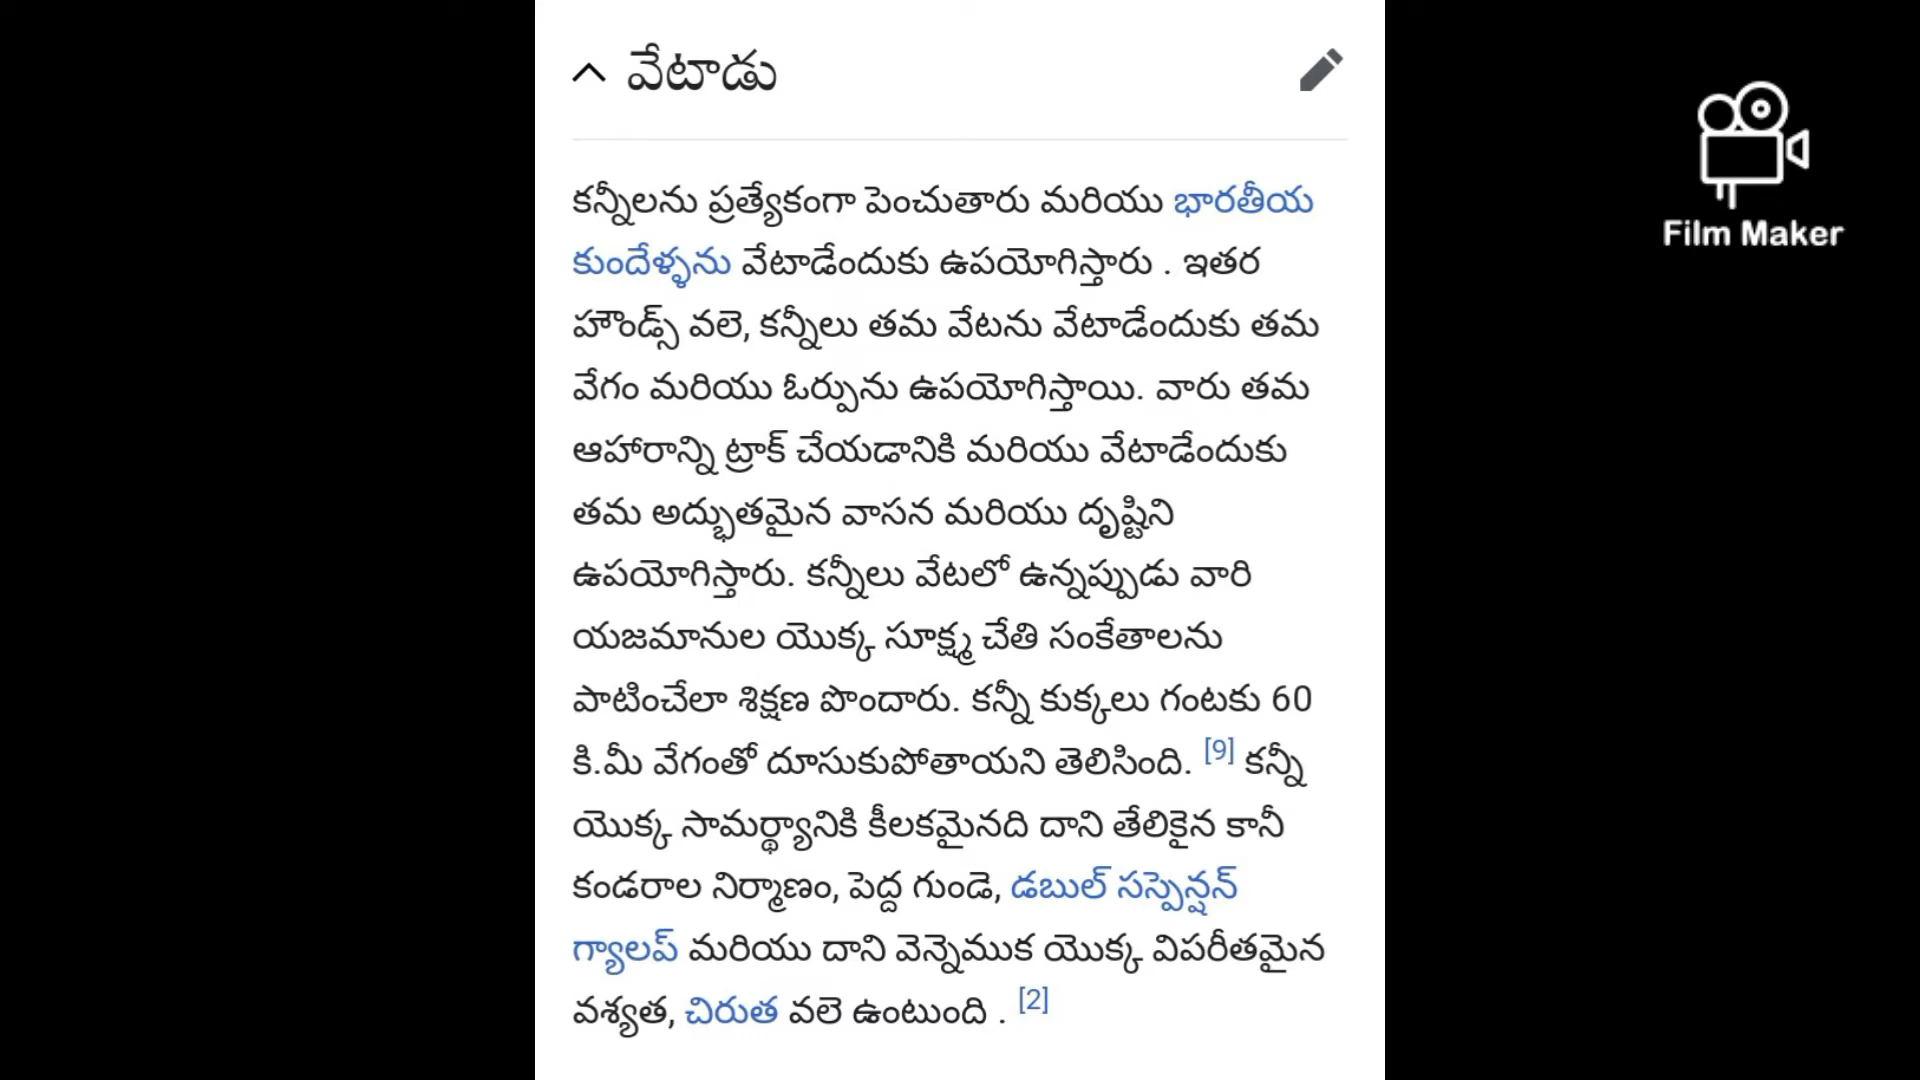 వేటాడు
కన్నీలను ప్రత్యేకంగా పెంచుతారు మరియు భారతీయ
కుందేళ్ళను వేటాడేందుకు ఉపయోగిస్తారు . ఇతర
హౌండ్స్ వలె, కన్నీలు తమ వేటను వేటాడేందుకు తమ
వేగం మరియు ఓర్పును ఉపయోగిస్తాయి. వారు తమ
ఆహారాన్ని ట్రాక్ చేయడానికి మరియు వేటాడేందుకు
తమ అద్భుతమైన వాసన మరియు దృష్టిని
ఉపయోగిస్తారు. కన్నీలు వేటలో ఉన్నప్పుడు వారి
యజమానుల యొక్క సూక్ష్మ చేతి సంకేతాలను
పాటించేలా శిక్షణ పొందారు. కన్నీ కుక్కలు గంటకు 60
కి.మీ వేగంతో దూసుకుపోతాయని తెలిసింది. [9] కన్నీ
యొక్క సామర్థ్యానికి కీలకమైనది దాని తేలికైన కానీ
కండరాల నిర్మాణం, పెద్ద గుండె, డబుల్ సస్పెన్షన్
గ్యాలప్ మరియు దాని వెన్నెముక యొక్క విపరీతమైన
వశ్యత, చిరుత వలె ఉంటుంది . [2]
Film Maker